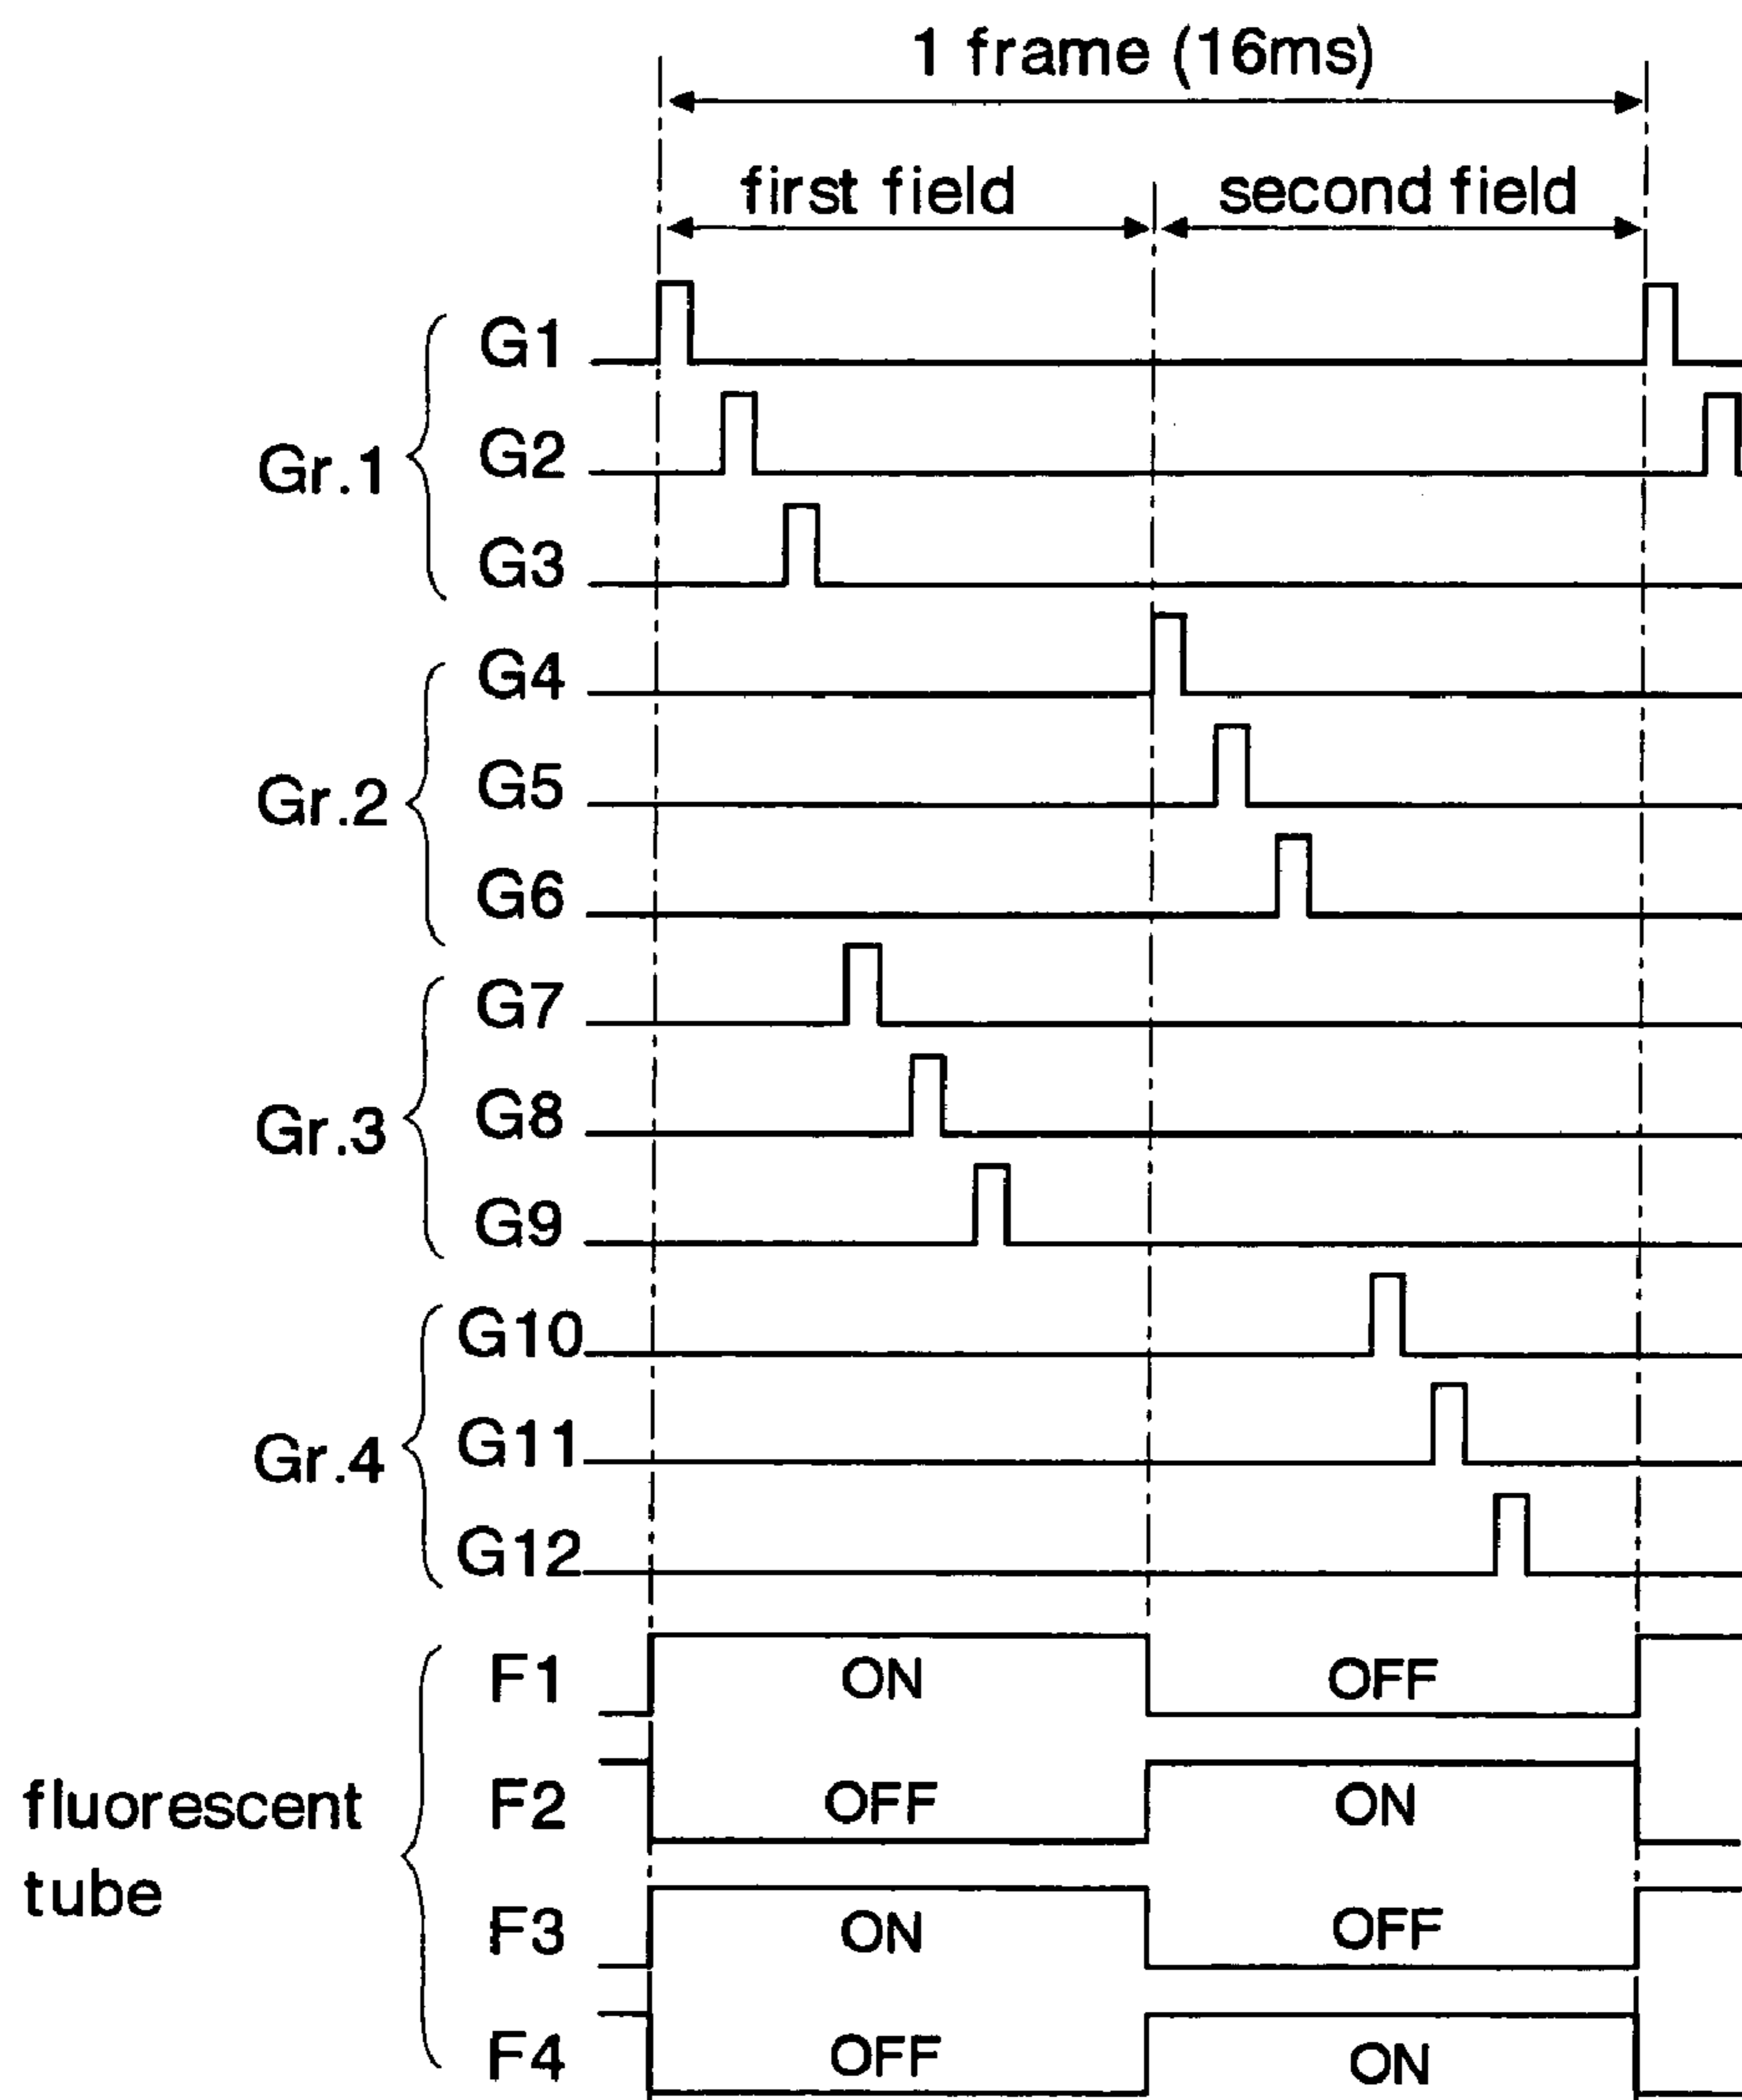 1 frame (16ms)
first field
second field
Gr.1
G1
G2
G3
Gr.2
G4
G5
G6
Gr.3
G7
G8
G9
Gr.4
G10
G11
G12
fluorescent
tube
F1 ON OFF
F2 OFF ON
F3 ON OFF
F4 OFF ON